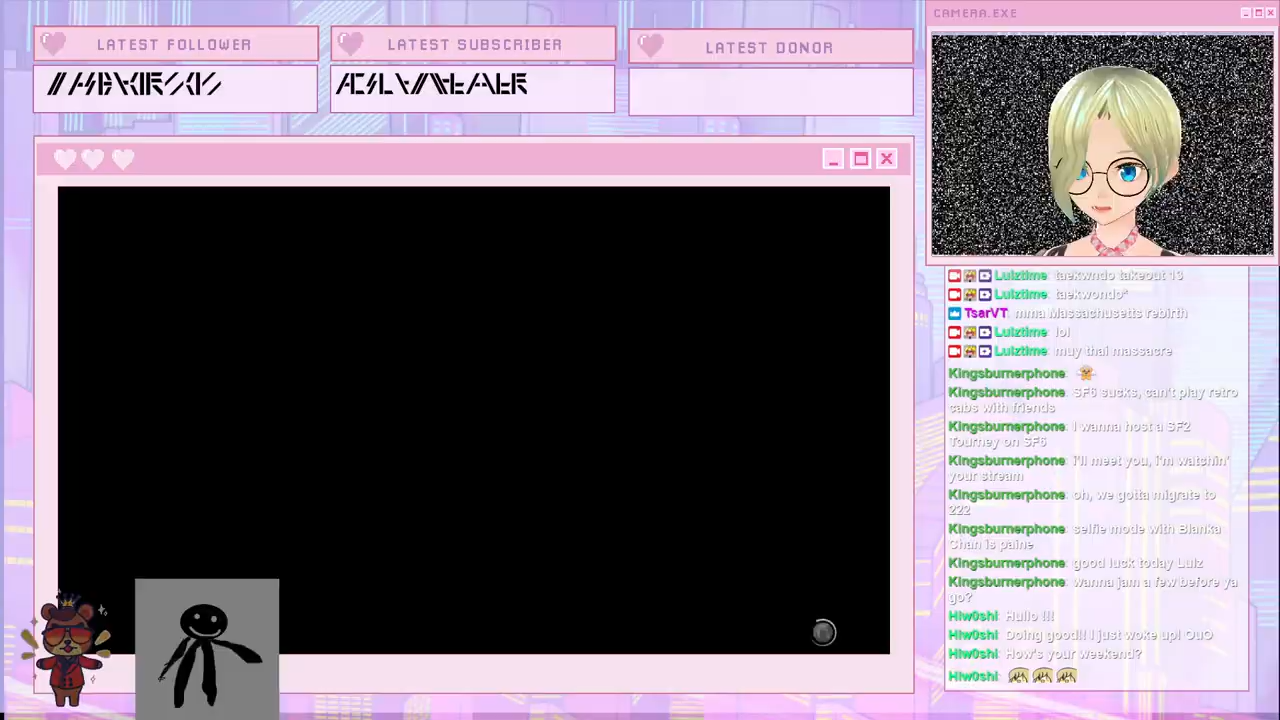 CAMERA.EXE
LATEST FOLLOWER
LATEST SUBSCRIBER
LATEST DONOR
Luiztime: taekwndo takeout 13
Luiztime: taekwondo*
TsarVT: mma Massachusetts rebirth
Luiztime: lol
Luiztime: muy thai massacre
Kingsburnerphone:
Kingsburnerphone: SF6 sucks, can't play retro
cabs with friends
Kingsburnerphone: I wanna host a SF2
Tourney on SF6
Kingsburnerphone: i'll meet you, i'm watchin'
your stream
Kingsburnerphone: oh, we gotta migrate to
222
Kingsburnerphone: selfie mode with Blanka
Chan is paine
Kingsburnerphone: good luck today Luiz
Kingsburnerphone: wanna jam a few before ya
go?
Hiw0shi: Hullo !!!
Hiw0shi: Doing good!! I just woke up! OuO
Hiw0shi: How's your weekend?
Hiw0shi: